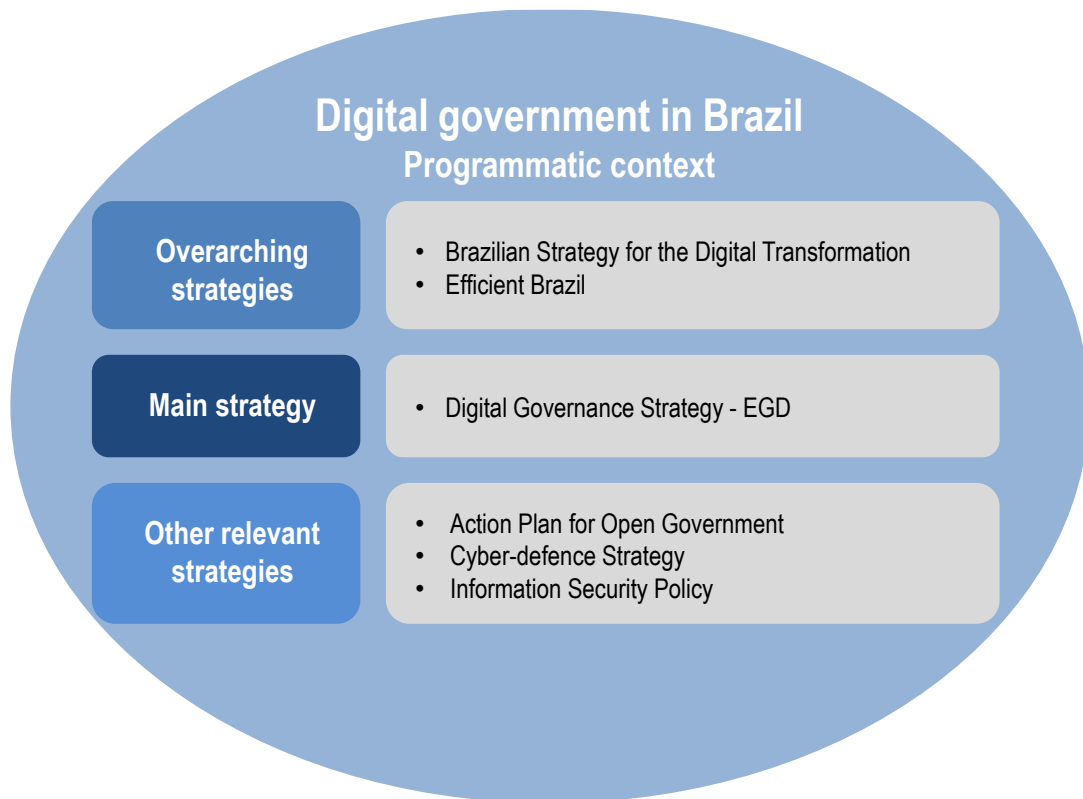 Digital government in Brazil
Programmatic context
Overarching
strategies
• Brazilian Strategy for the Digital Transformation
• Efficient Brazil
Main strategy
• Digital Governance Strategy - EGD
Other relevant
strategies
• Action Plan for Open Government
• Cyber-defence Strategy
• Information Security Policy